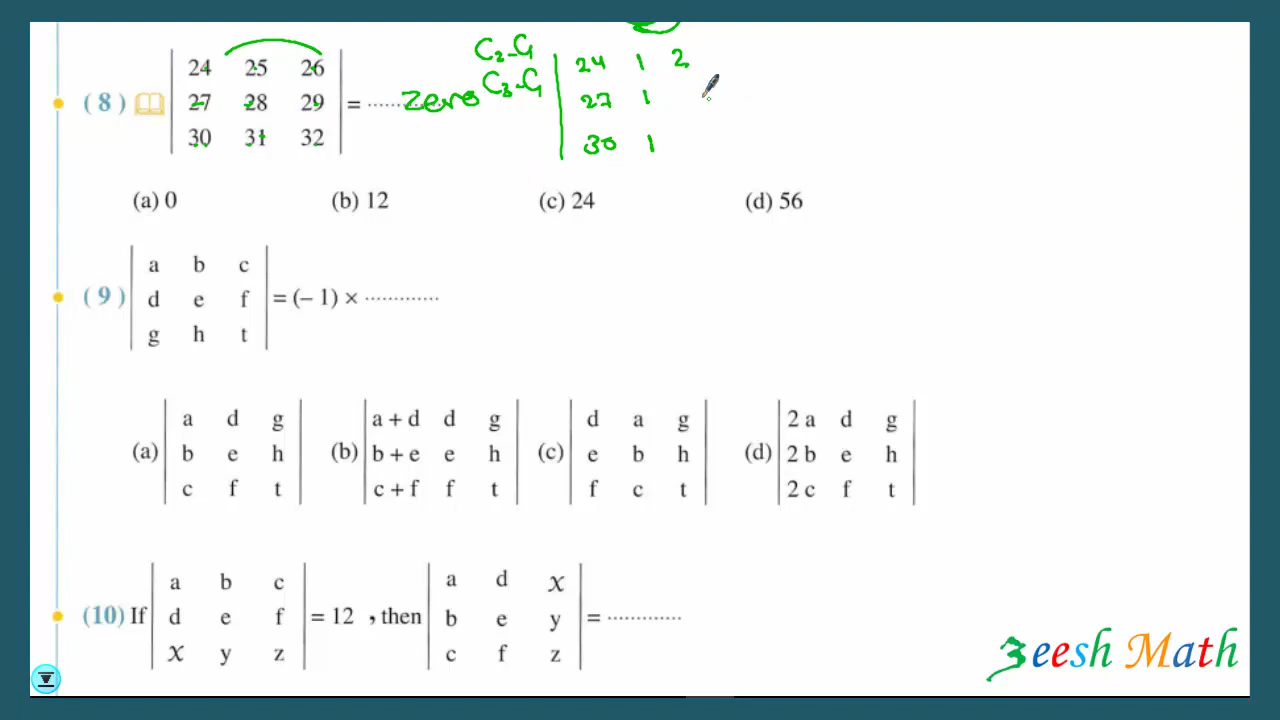 C₂-C₁
24 1 2
24 25 26
C₃-C₁
(8) 27 28 29 = ............ zero
27 1
30 31 32
30 1
(a) 0 (b) 12 (c) 24 (d) 56
a b c
(9) d e f = (– 1) × .............
g h t
a d g a + d d g d a g 2 a d g
(a) b e h (b) b + e e h (c) e b h (d) 2 b e h
c f t c + f f t f c t 2 c f t
a b c a d x
(10) If d e f = 12 , then b e y = .............
x y z c f z
3eesh Math